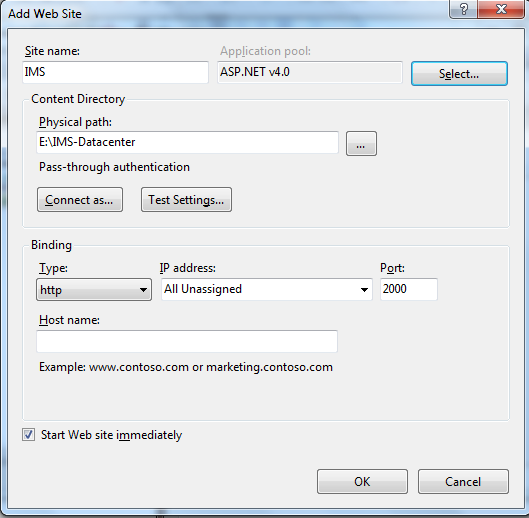 Add Web Site
?
Site name:
Application pool:
IMS
ASP.NET v4.0
Select...
Content Directory
Physical path:
E:\IMS-Datacenter
...
Pass-through authentication
Connect as...
Test Settings...
Binding
Type:
IP address:
Port:
http
All Unassigned
2000
Host name:
Example: www.contoso.com or marketing.contoso.com
Start Web site immediately
OK
Cancel